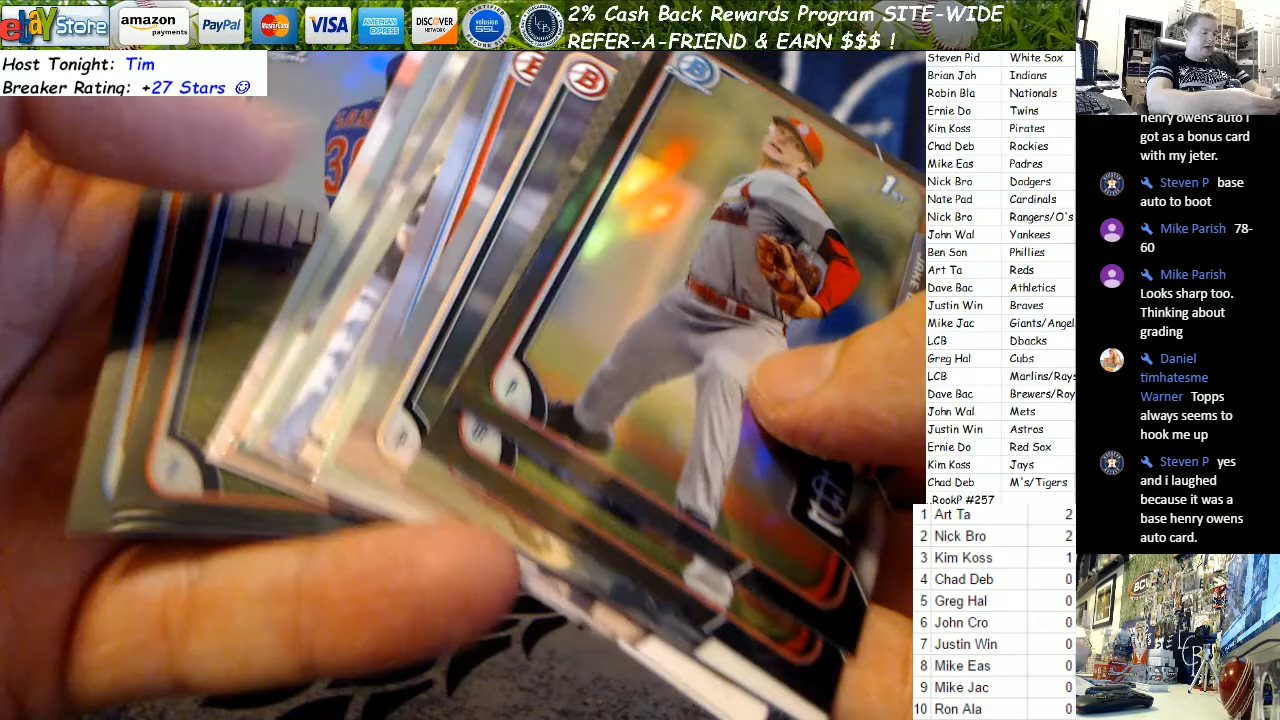 ebay Store
amazon payments
PayPal
MasterCard
VISA
AMERICAN EXPRESS
DISCOVER NETWORK
volusion SSL
LCB
2% Cash Back Rewards Program SITE-WIDE
REFER-A-FRIEND & EARN $$$ !
Host Tonight: Tim
Breaker Rating: +27 Stars ☺
B
B
1st
Steven Pid White Sox
Brian Joh Indians
Robin Bla Nationals
Ernie Do Twins
Kim Koss Pirates
Chad Deb Rockies
Mike Eas Padres
Nick Bro Dodgers
Nate Pad Cardinals
Nick Bro Rangers/O's
John Wal Yankees
Ben Son Phillies
Art Ta Reds
Dave Bac Athletics
Justin Win Braves
Mike Jac Giants/Angel
LCB Dbacks
Greg Hal Cubs
LCB Marlins/Rays
Dave Bac Brewers/Roy
John Wal Mets
Justin Win Astros
Ernie Do Red Sox
Kim Koss Jays
Chad Deb M's/Tigers
RookP #257
1 Art Ta 2
2 Nick Bro 2
3 Kim Koss 1
4 Chad Deb 0
5 Greg Hal 0
6 John Cro 0
7 Justin Win 0
8 Mike Eas 0
9 Mike Jac 0
10 Ron Ala 0
henry owens auto i
got as a bonus card
with my jeter.
Steven P base
auto to boot
Mike Parish 78-
60
Mike Parish
Looks sharp too.
Thinking about
grading
Daniel
timhatesme
Warner Topps
always seems to
hook me up
Steven P yes
and i laughed
because it was a
base henry owens
auto card.